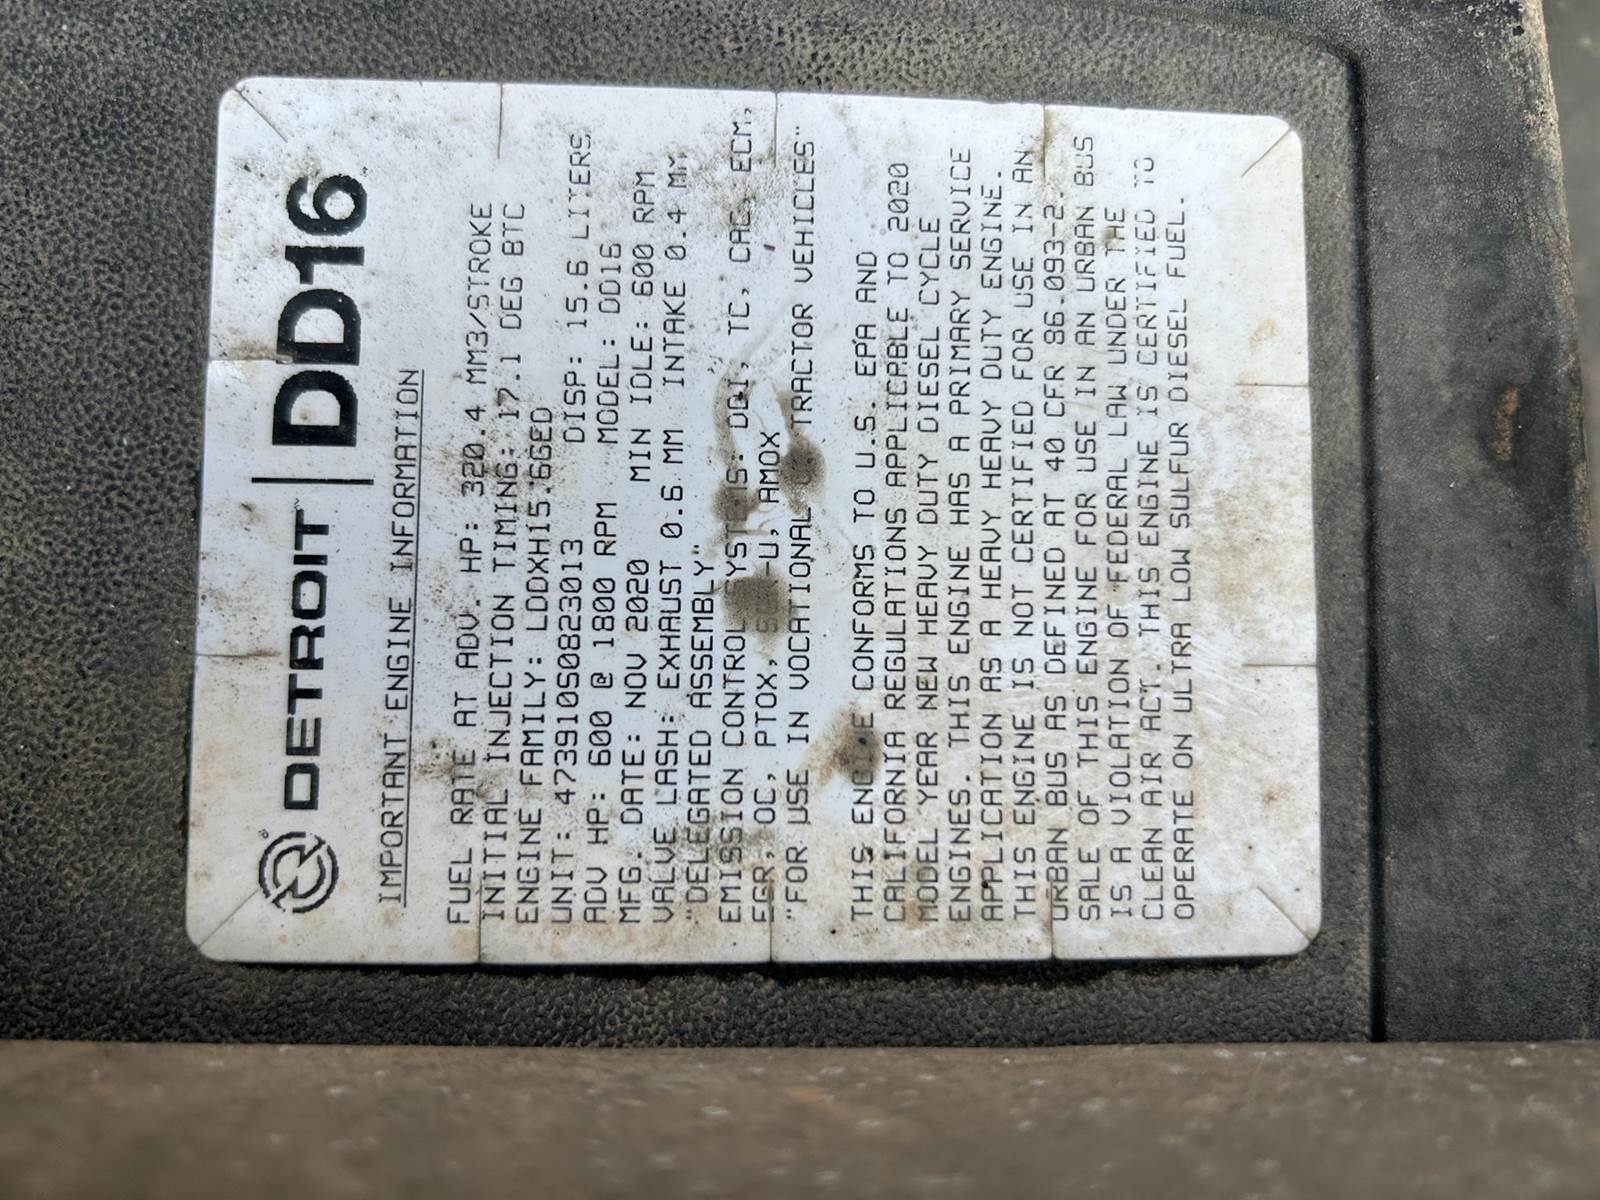 DETROIT DD16
IMPORTANT ENGINE INFORMATION
FUEL RATE AT ADV. HP: 320.4 MM3/STROKE
INITIAL INJECTION TIMING: 17.1 DEG BTC
ENGINE FAMILY: LDDXH15.6GED
UNIT: 473910S0823013 DISP: 15.6 LITERS
ADV HP: 600 @ 1800 RPM MODEL: DD16
MFG. DATE: NOV 2020 MIN IDLE: 600 RPM
VALVE LASH: EXHAUST 0.6 MM INTAKE 0.4 MM
"DELEGATED ASSEMBLY"
EMISSION CONTROL SYSTEMS: DDI, TC, CAC, ECM,
EGR, OC, PTOX, AMOX
"FOR USE IN VOCATIONAL TRACTOR VEHICLES"
THIS ENGINE CONFORMS TO U.S. EPA AND
CALIFORNIA REGULATIONS APPLICABLE TO 2020
MODEL YEAR NEW HEAVY DUTY DIESEL CYCLE
ENGINES. THIS ENGINE HAS A PRIMARY SERVICE
APPLICATION AS A HEAVY HEAVY DUTY ENGINE.
THIS ENGINE IS NOT CERTIFIED FOR USE IN AN
URBAN BUS AS DEFINED AT 40 CFR 86.093-2.
SALE OF THIS ENGINE FOR USE IN AN URBAN BUS
IS A VIOLATION OF FEDERAL LAW UNDER THE
CLEAN AIR ACT. THIS ENGINE IS CERTIFIED TO
OPERATE ON ULTRA LOW SULFUR DIESEL FUEL.